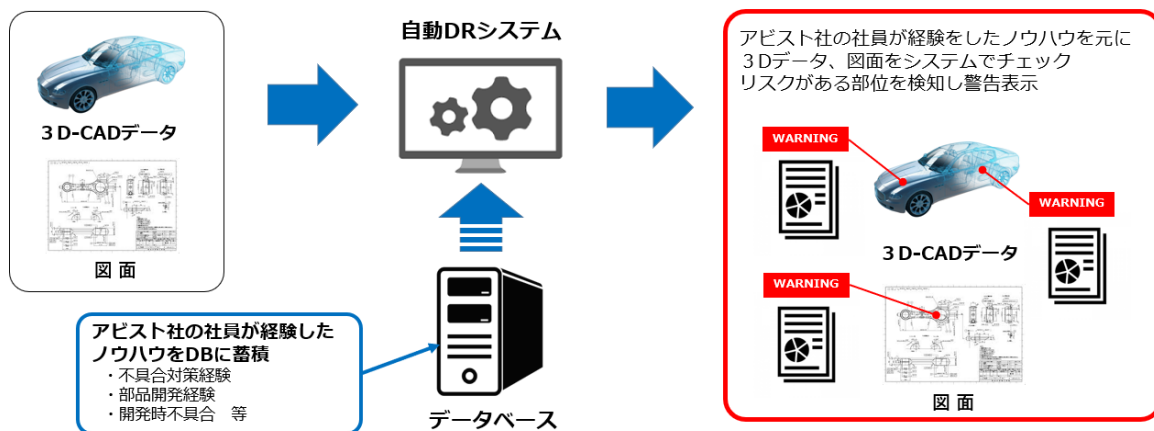 ３D-CADデータ
図 面
自動DRシステム
アビスト社の社員が経験した
ノウハウをDBに蓄積
・不具合対策経験
・部品開発経験
・開発時不具合　等
データベース
アビスト社の社員が経験をしたノウハウを元に
３Dデータ、図面をシステムでチェック
リスクがある部位を検知し警告表示
WARNING
WARNING
３D-CADデータ
WARNING
図 面